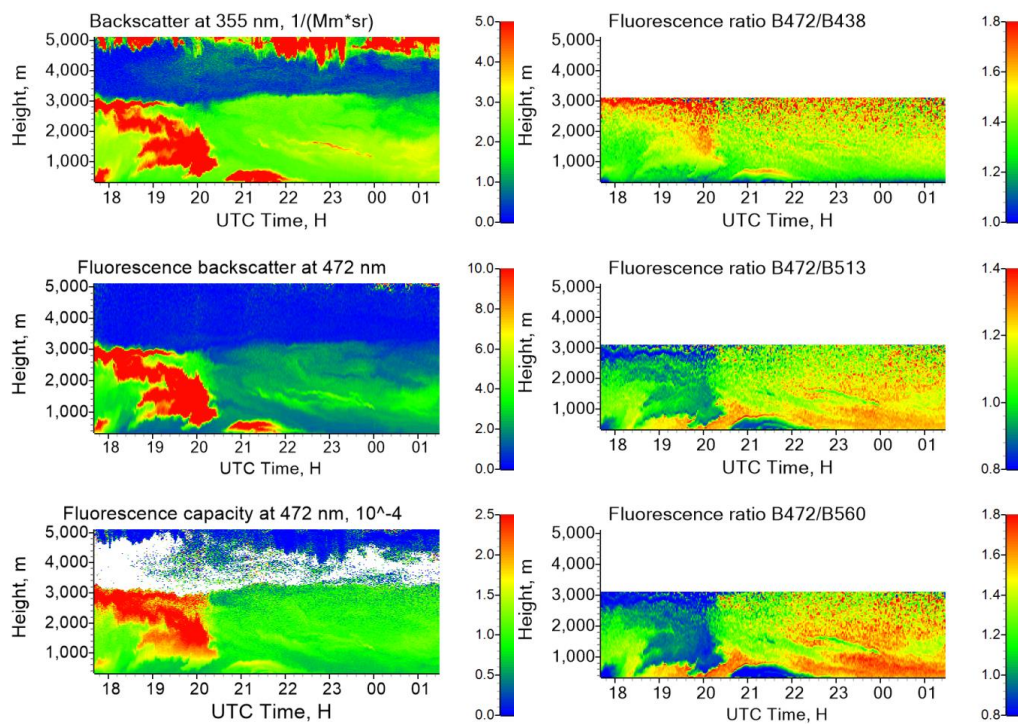 Backscatter at 355 nm, 1/(Mm*sr)
5,000
4,000
3,000
2,000
1,000
Height, m
18 19 20 21 22 23 00 01
UTC Time, H
5.0
4.0
3.0
2.0
1.0
0.0
Fluorescence ratio B472/B438
5,000
4,000
3,000
2,000
1,000
Height, m
18 19 20 21 22 23 00 01
UTC Time, H
1.8
1.6
1.4
1.2
1.0
Fluorescence backscatter at 472 nm
5,000
4,000
3,000
2,000
1,000
Height, m
18 19 20 21 22 23 00 01
UTC Time, H
10.0
8.0
6.0
4.0
2.0
0.0
Fluorescence ratio B472/B513
5,000
4,000
3,000
2,000
1,000
Height, m
18 19 20 21 22 23 00 01
UTC Time, H
1.4
1.2
1.0
0.8
Fluorescence capacity at 472 nm, 10^-4
5,000
4,000
3,000
2,000
1,000
Height, m
18 19 20 21 22 23 00 01
UTC Time, H
2.5
2.0
1.5
1.0
0.5
0.0
Fluorescence ratio B472/B560
5,000
4,000
3,000
2,000
1,000
Height, m
18 19 20 21 22 23 00 01
UTC Time, H
1.8
1.6
1.4
1.2
1.0
0.8